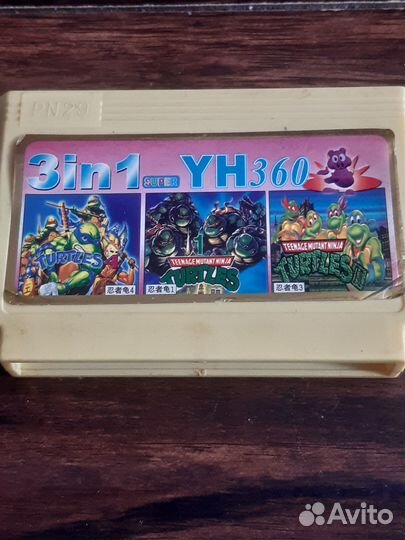 PN 29
3in1 SUPER YH360
TURTLES
忍者龟4
TEENAGE MUTANT NINJA
TURTLES
忍者龟1
TEENAGE MUTANT NINJA
TURTLES III
忍者龟3
Avito